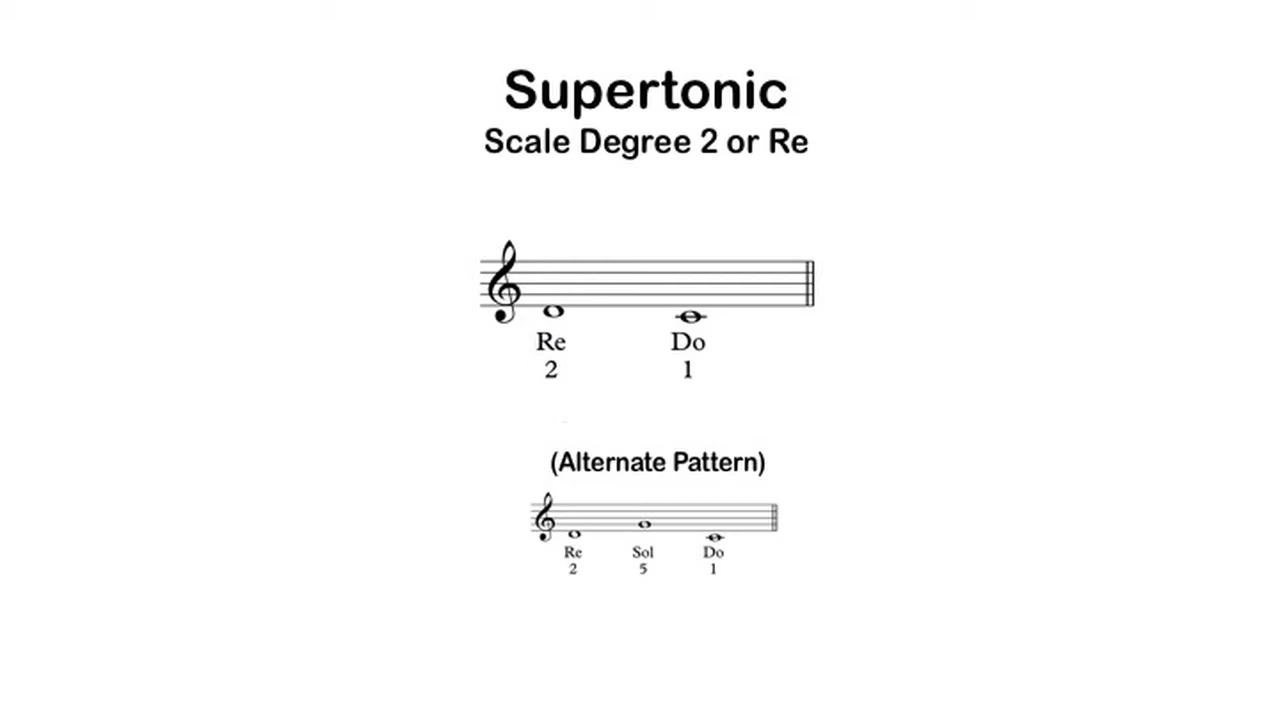 Supertonic
Scale Degree 2 or Re
Re Do
2 1
(Alternate Pattern)
Re Sol Do
2 5 1